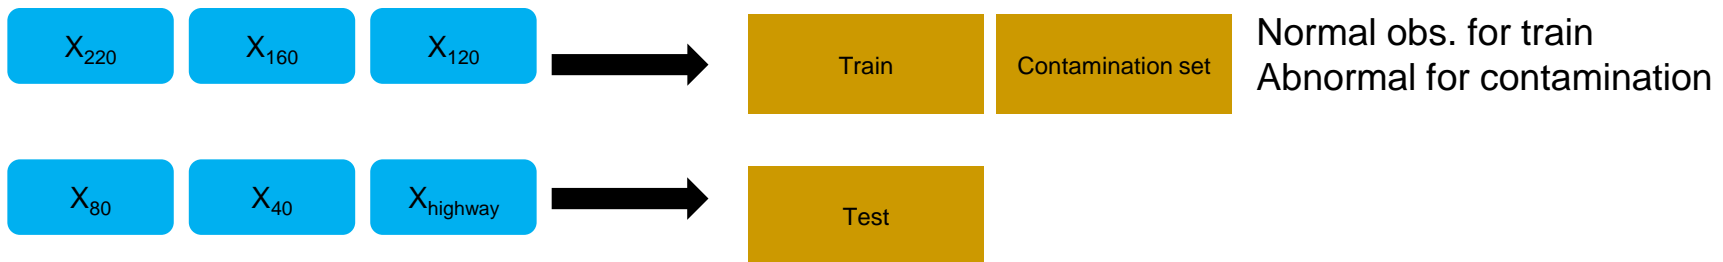 X220 X160 X120 Train Contamination set
Normal obs. for train
Abnormal for contamination
X80 X40 Xhighway Test